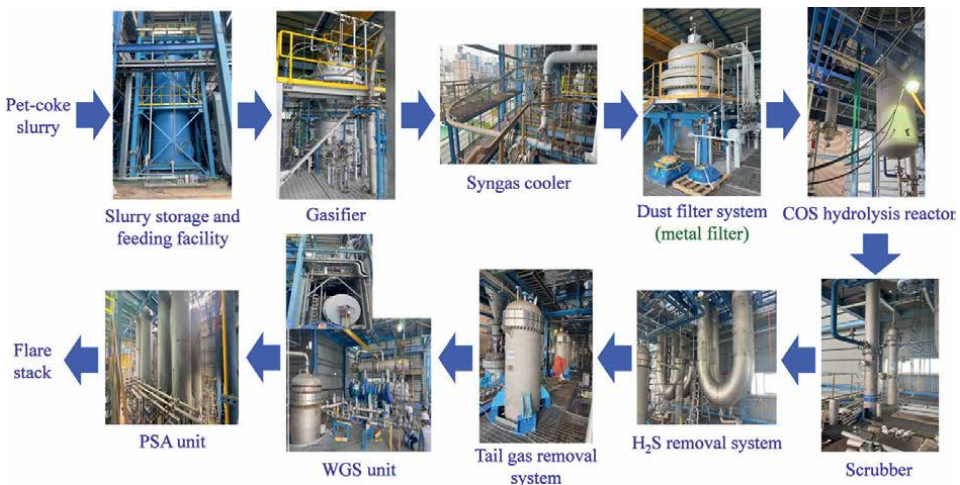 Pet-coke
slurry
Slurry storage and
feeding facility
Gasifier
Syngas cooler
Dust filter system
(metal filter)
COS hydrolysis reactor
Flare
stack
PSA unit
WGS unit
Tail gas removal
system
H₂S removal system
Scrubber